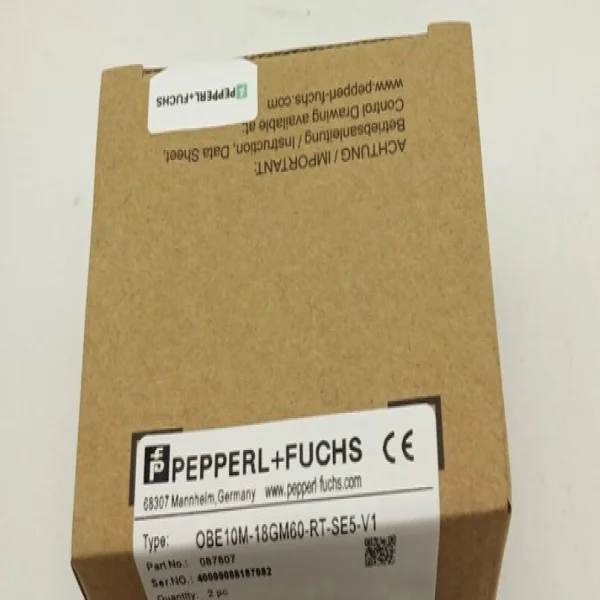 PEPPERL+FUCHS
ACHTUNG / IMPORTANT:
Betriebsanleitung / Instruction, Data Sheet,
Control Drawing available at:
www.pepperl-fuchs.com
PEPPERL+FUCHS CE
68307 Mannheim,Germany www.pepperl-fuchs.com
Type: OBE10M-18GM60-RT-SE5-V1
Part No.: 087607
Ser.NO.: 40099088187082
Quantity: 2 pc